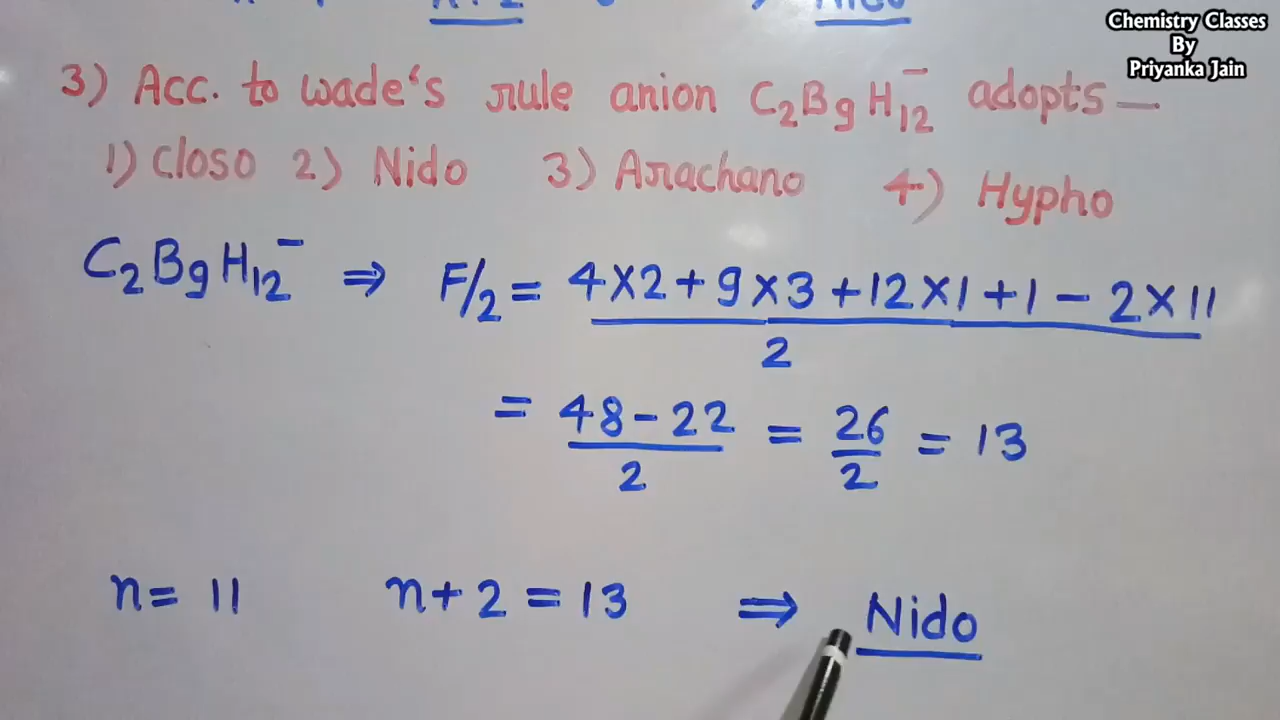 Chemistry Classes
By
Priyanka Jain
3) Acc. to wade's rule anion C₂B₉H₁₂⁻ adopts —
1) Closo 2) Nido 3) Arachano 4) Hypho
C₂B₉H₁₂⁻ ⇒ F/2 = 4×2+9×3+12×1+1-2×11
2
= 48-22 = 26 = 13
2 2
n= 11 n+2 = 13 ⇒ Nido